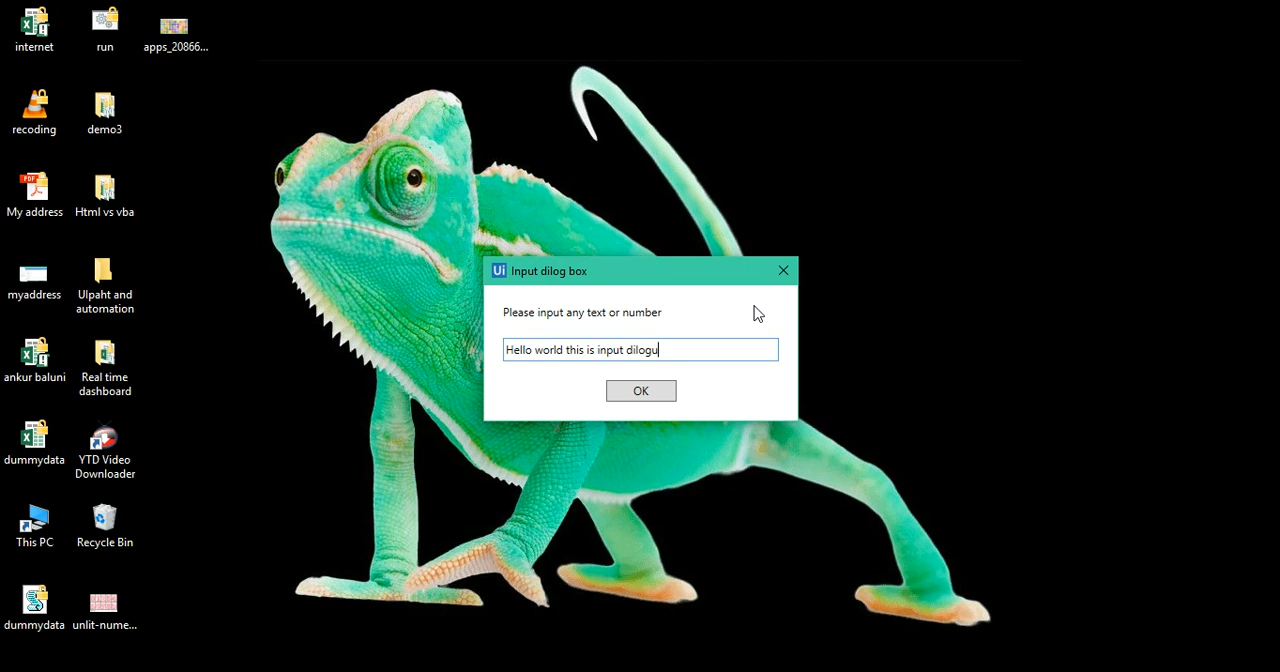 internet
run
apps_20866...
recoding
demo3
My address
Html vs vba
myaddress
UIpaht and
automation
ankur baluni
Real time
dashboard
dummydata
YTD Video
Downloader
This PC
Recycle Bin
dummydata
unlit-nume...
Ui Input dilog box
Please input any text or number
Hello world this is input dilogu
OK